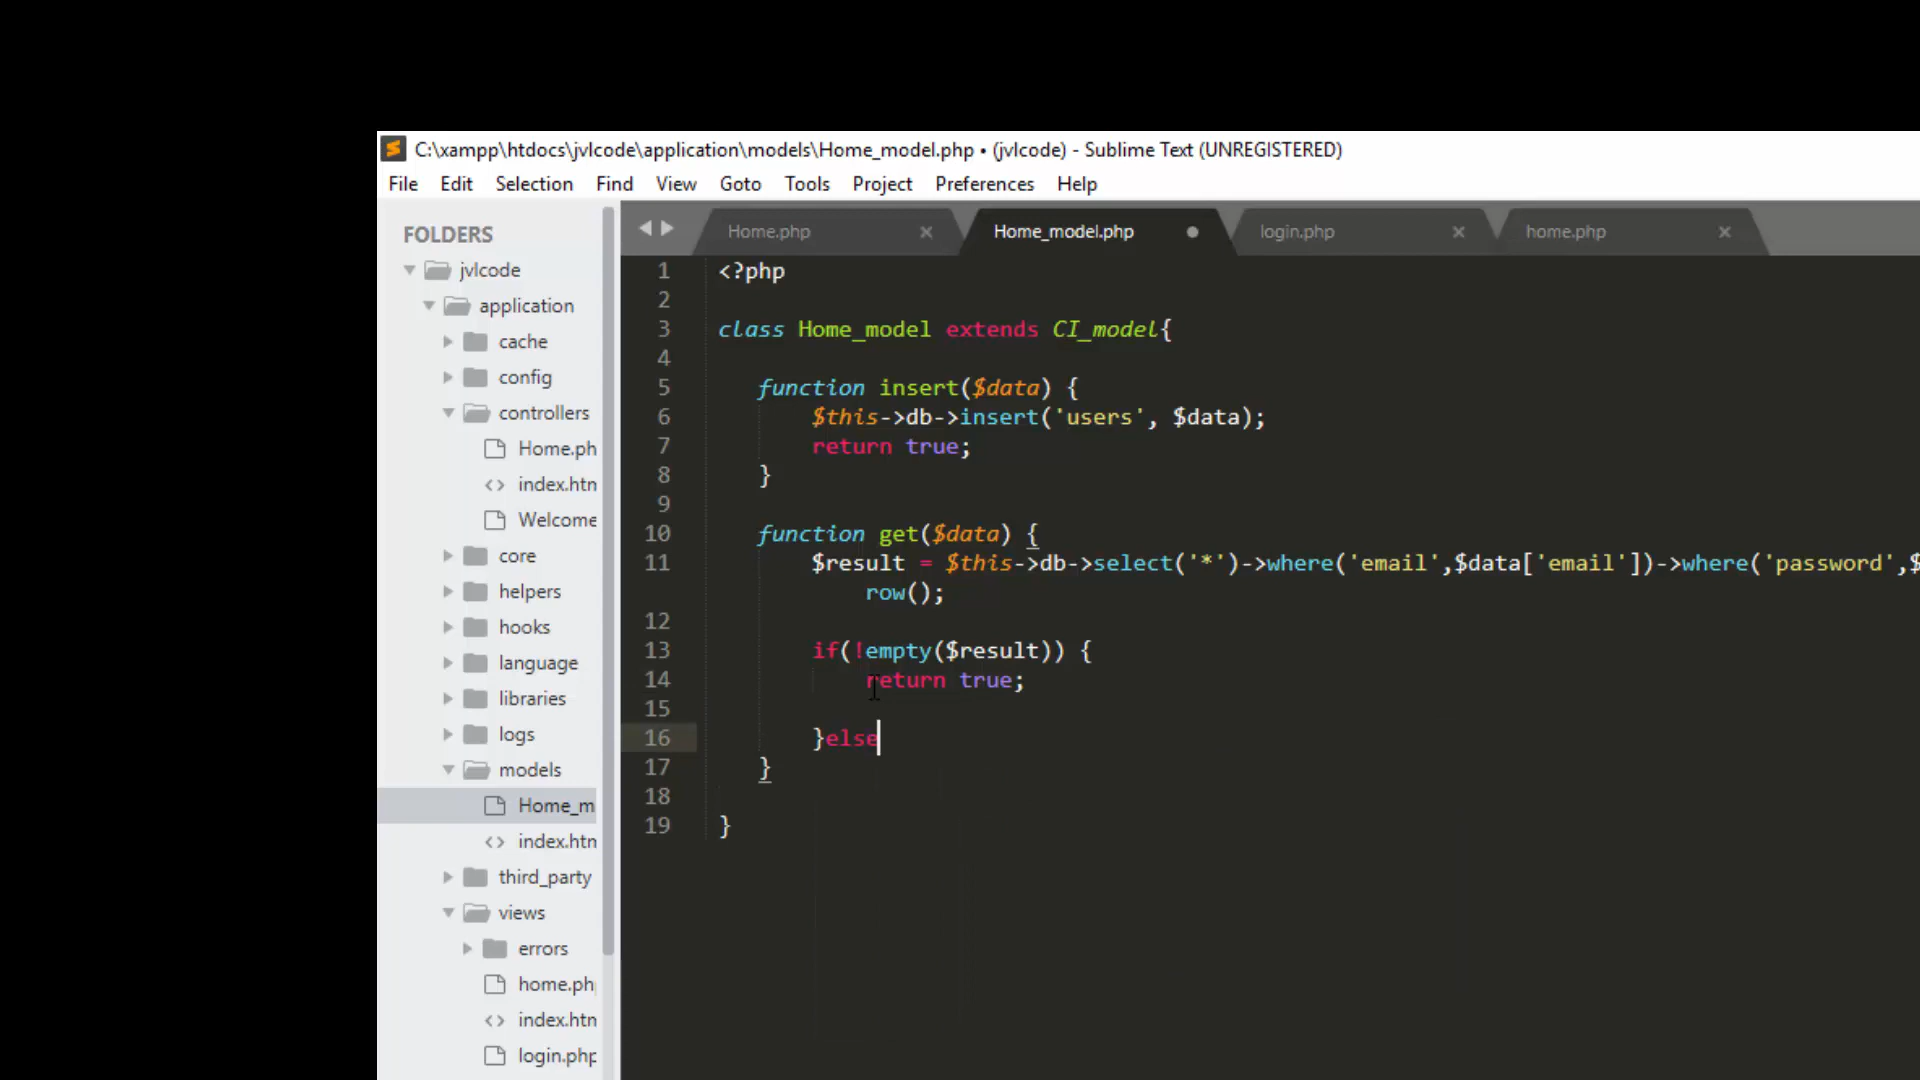 C:\xampp\htdocs\jvlcode\application\models\Home_model.php • (jvlcode) - Sublime Text (UNREGISTERED)
File Edit Selection Find View Goto Tools Project Preferences Help
FOLDERS
jvlcode
application
cache
config
controllers
Home.ph
index.htn
Welcome
core
helpers
hooks
language
libraries
logs
models
Home_m
index.htn
third_party
views
errors
home.ph
index.htn
login.php
Home.php Home_model.php login.php home.php
1 <?php
2
3 class Home_model extends CI_model{
4
5 function insert($data) {
6 $this->db->insert('users', $data);
7 return true;
8 }
9
10 function get($data) {
11 $result = $this->db->select('*')->where('email',$data['email'])->where('password',$
row();
12
13 if(!empty($result)) {
14 return true;
15
16 }else
17 }
18
19 }